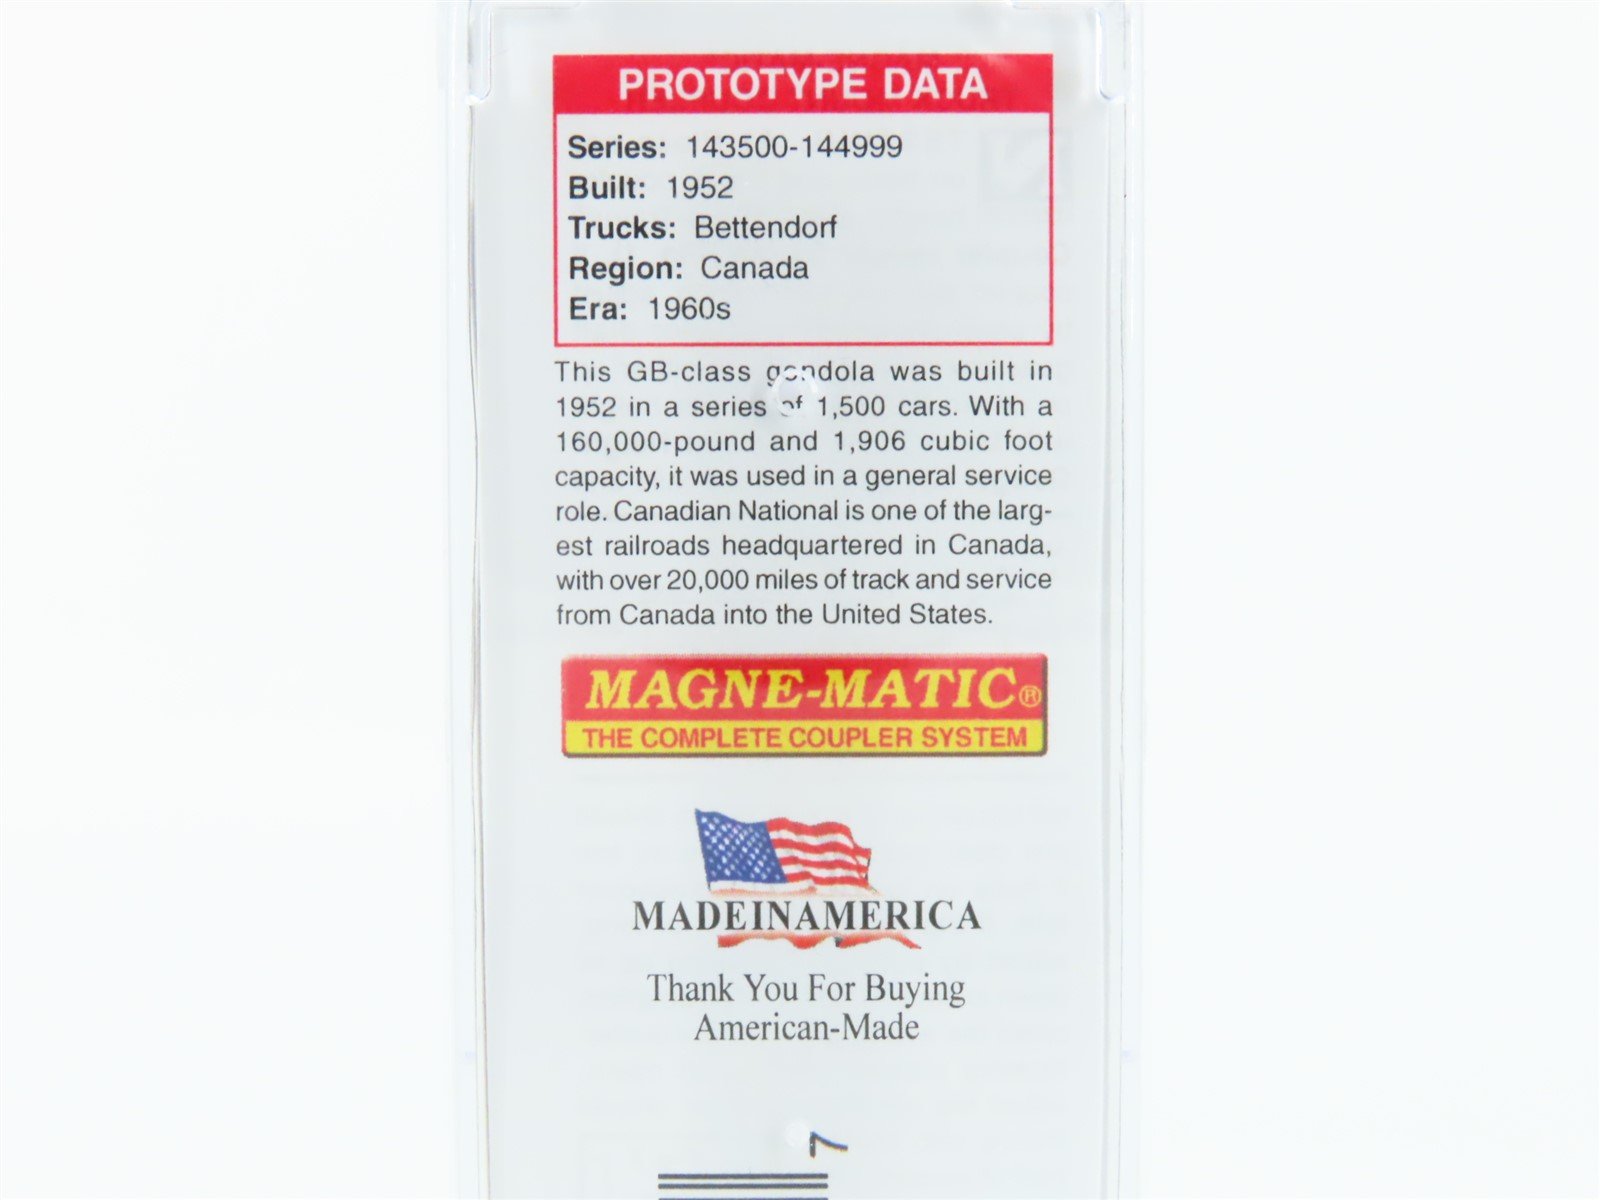 PROTOTYPE DATA
Series: 143500-144999
Built: 1952
Trucks: Bettendorf
Region: Canada
Era: 1960s
This GB-class gondola was built in
1952 in a series of 1,500 cars. With a
160,000-pound and 1,906 cubic foot
capacity, it was used in a general service
role. Canadian National is one of the larg-
est railroads headquartered in Canada,
with over 20,000 miles of track and service
from Canada into the United States.
MAGNE-MATIC®
THE COMPLETE COUPLER SYSTEM
MADEINAMERICA
Thank You For Buying
American-Made
7